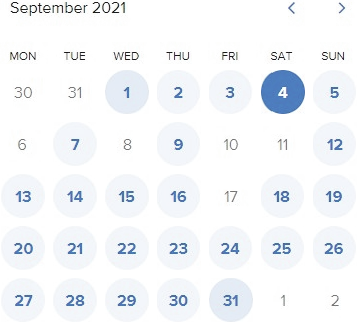 September 2021
MON TUE WED THU FRI SAT SUN
30 31 1 2 3 4 5
6 7 8 9 10 11 12
13 14 15 16 17 18 19
20 21 22 23 24 25 26
27 28 29 30 31 1 2